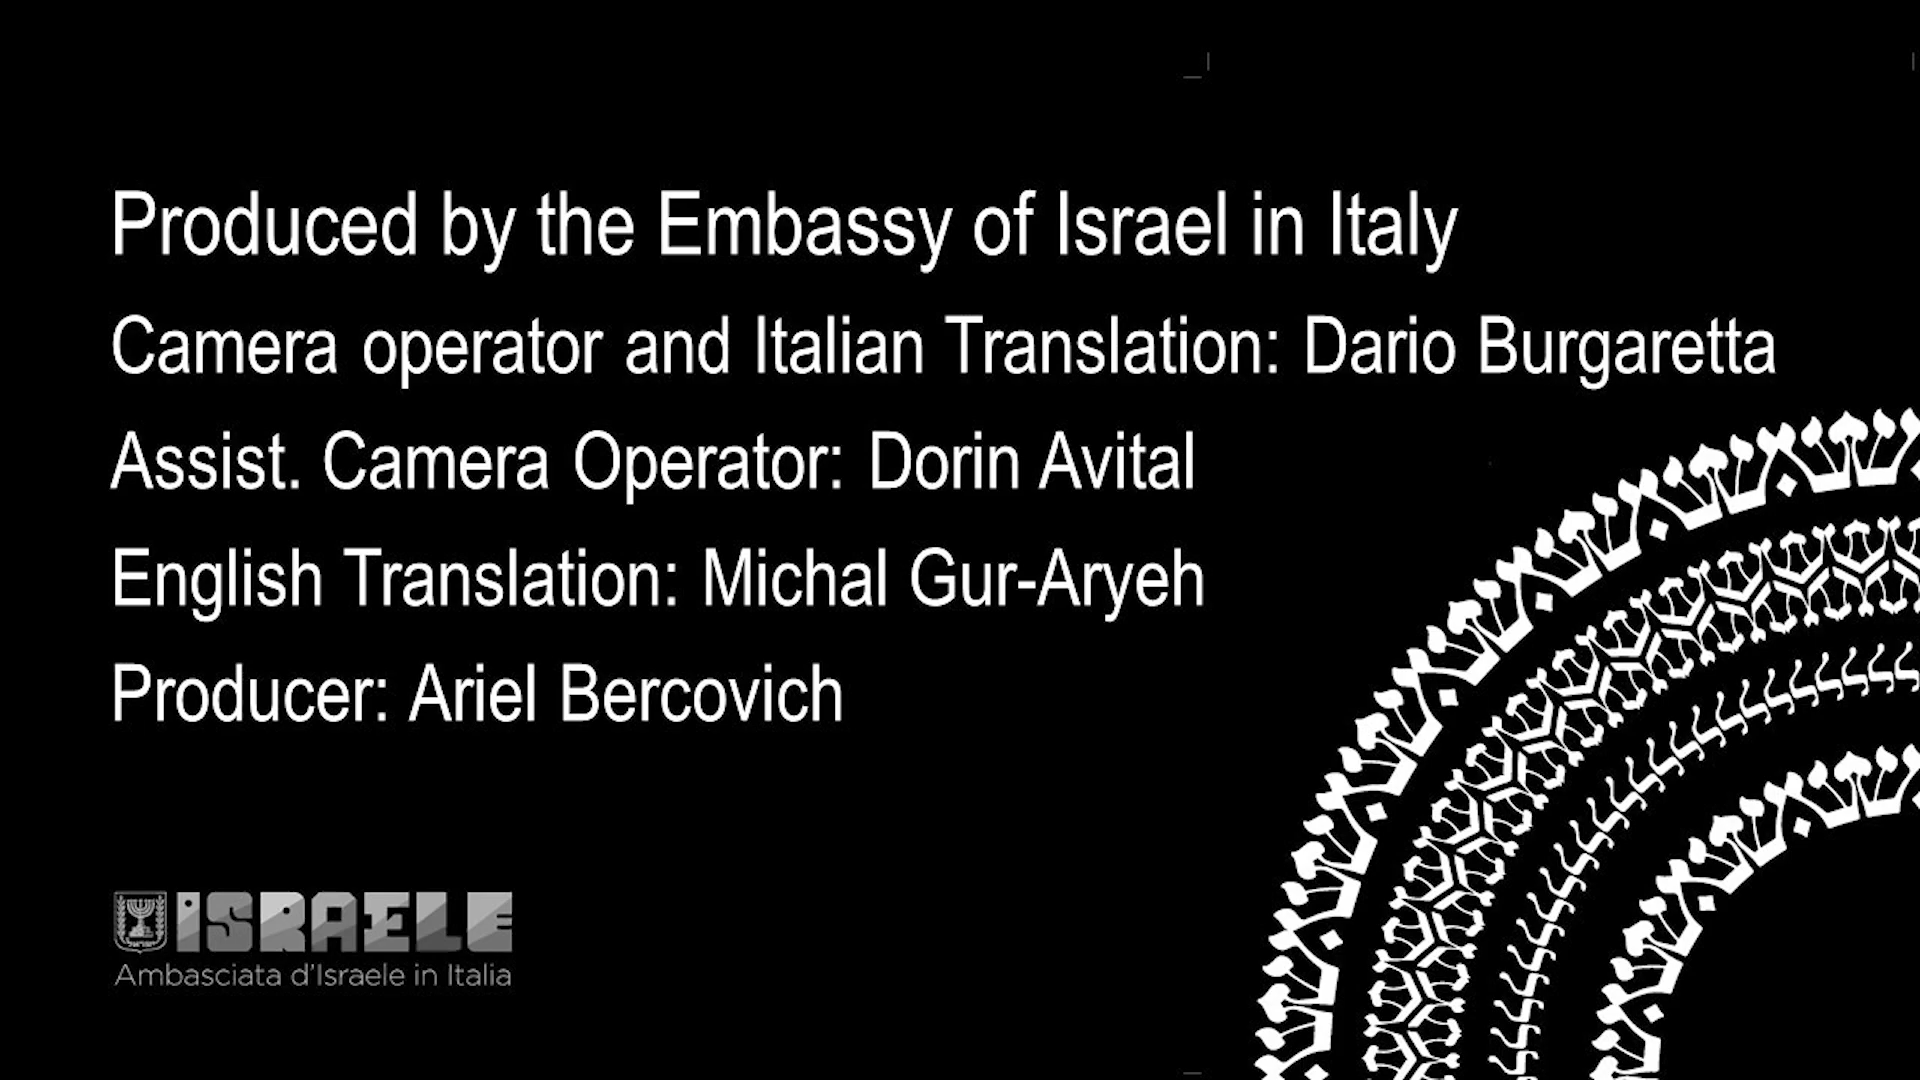 Produced by the Embassy of Israel in Italy
Camera operator and Italian Translation: Dario Burgaretta
Assist. Camera Operator: Dorin Avital
English Translation: Michal Gur-Aryeh
Producer: Ariel Bercovich
ISRAELE
Ambasciata d'Israele in Italia